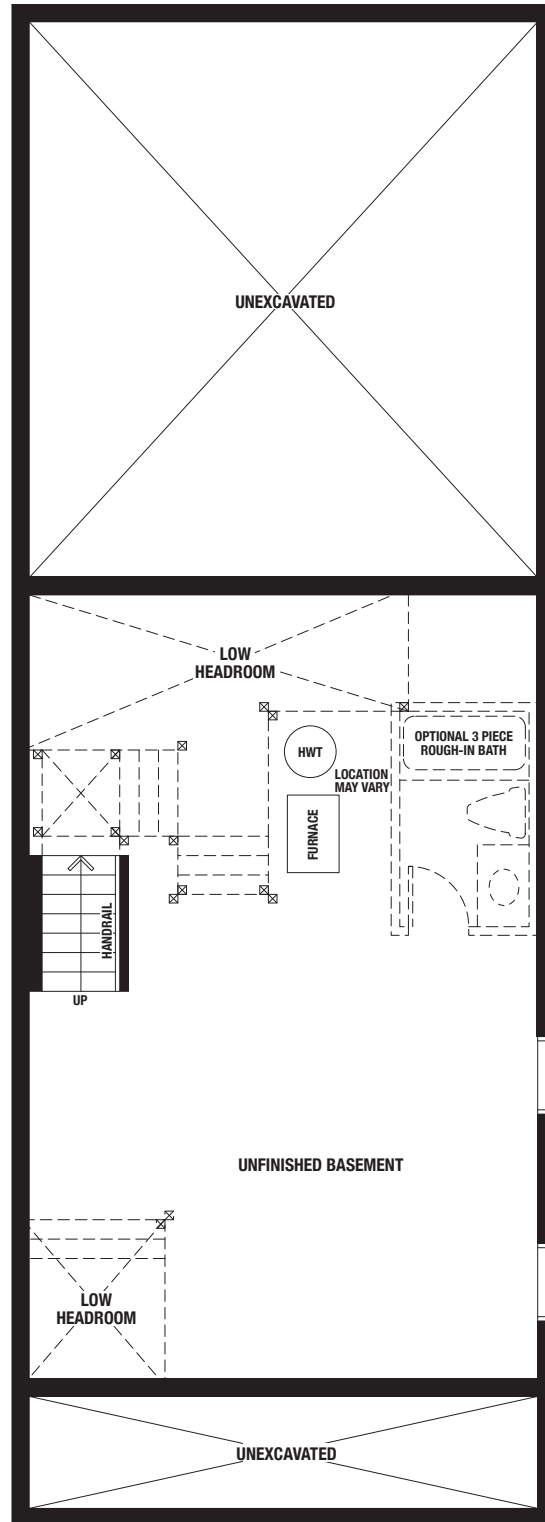 UNEXCAVATED
LOW
HEADROOM
OPTIONAL 3 PIECE
ROUGH-IN BATH
HWT
LOCATION
MAY VARY
FURNACE
HANDRAIL
UP
UNFINISHED BASEMENT
LOW
HEADROOM
UNEXCAVATED